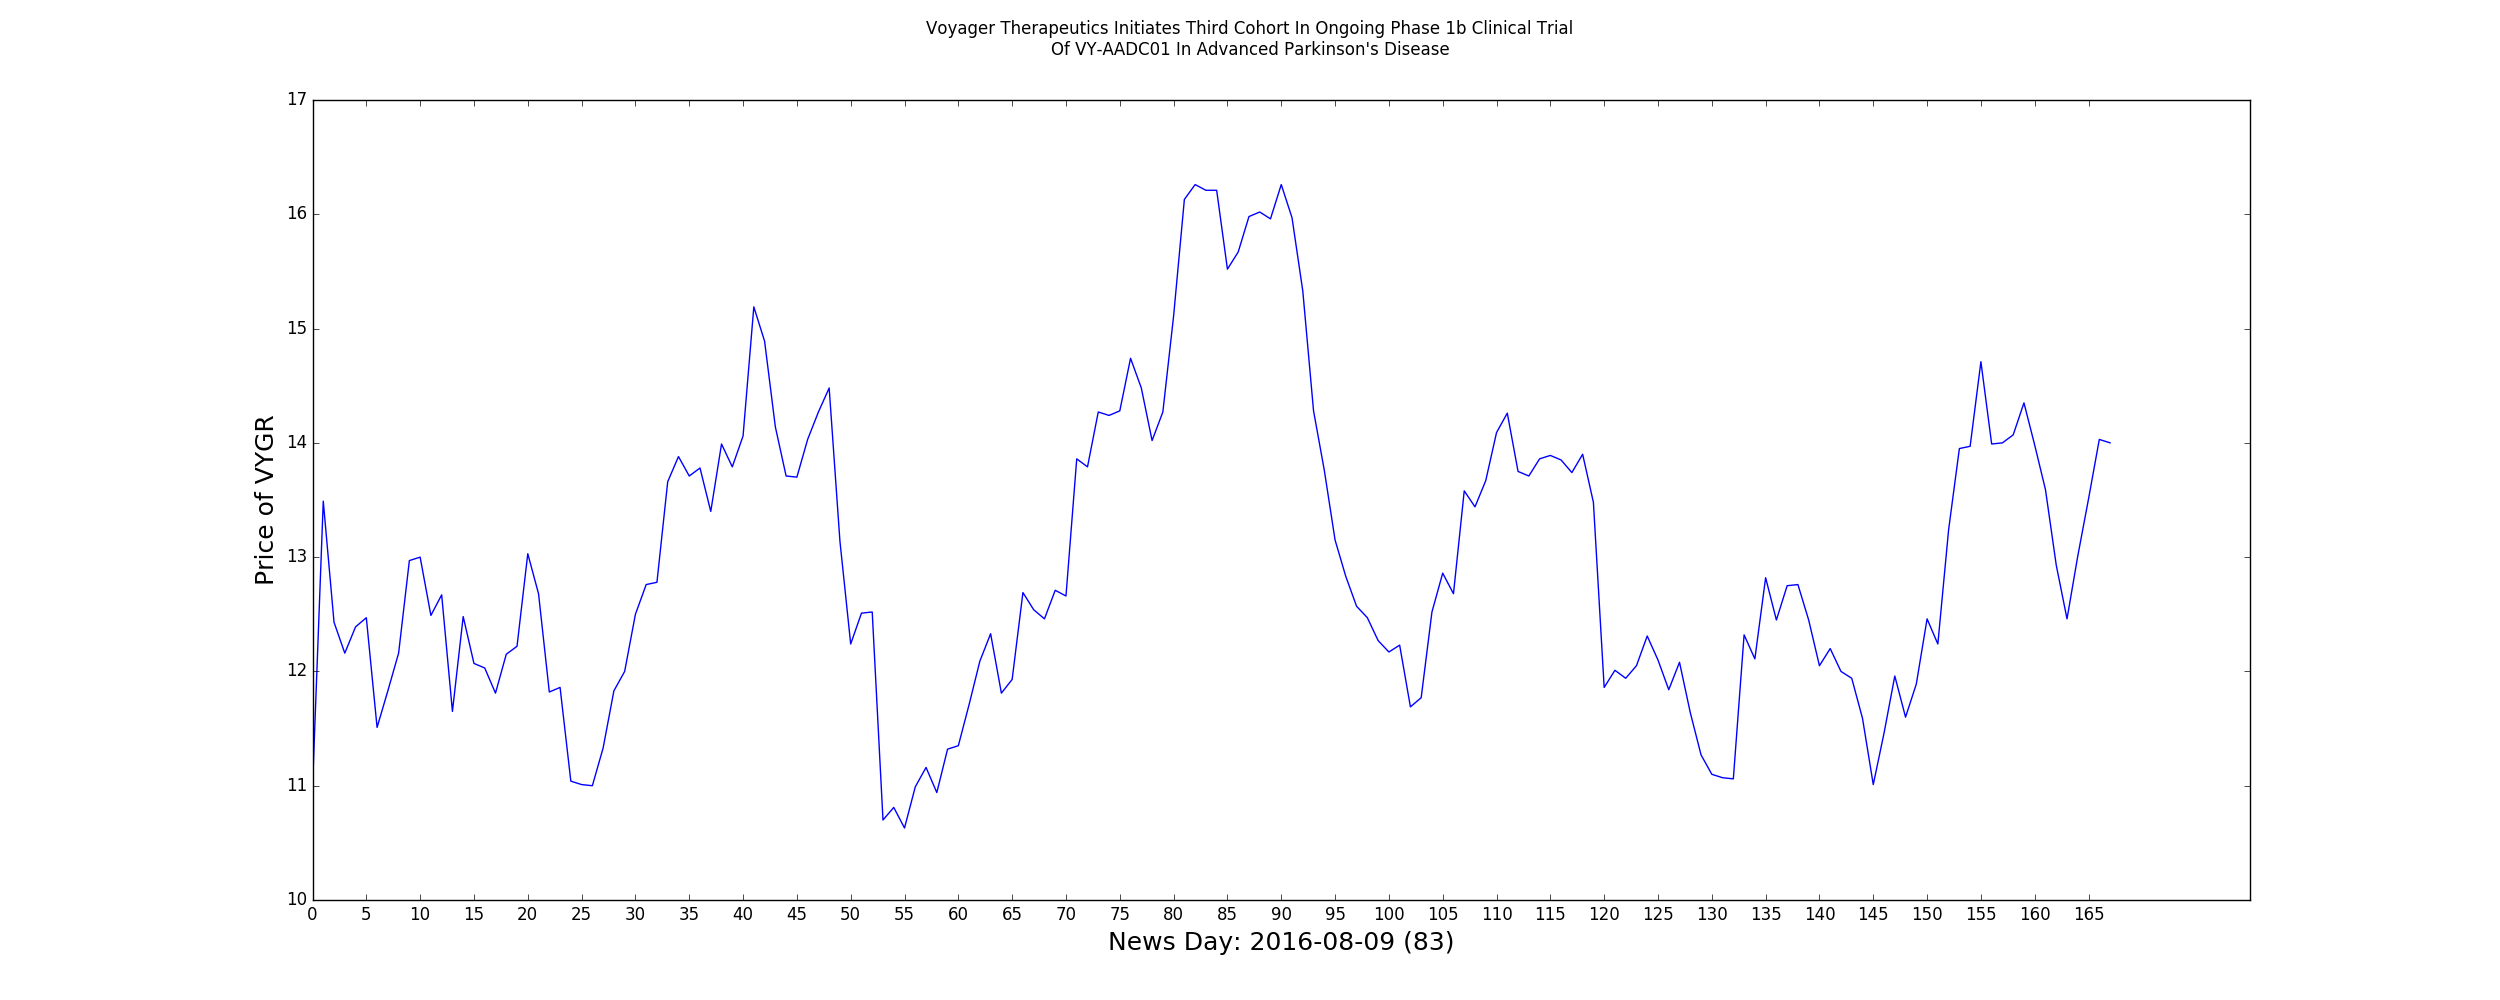 Voyager Therapeutics Initiates Third Cohort In Ongoing Phase 1b Clinical Trial
Of VY-AADC01 In Advanced Parkinson's Disease
17
16
15
14
13
12
11
10
Price of VYGR
0 5 10 15 20 25 30 35 40 45 50 55 60 65 70 75 80 85 90 95 100 105 110 115 120 125 130 135 140 145 150 155 160 165
News Day: 2016-08-09 (83)